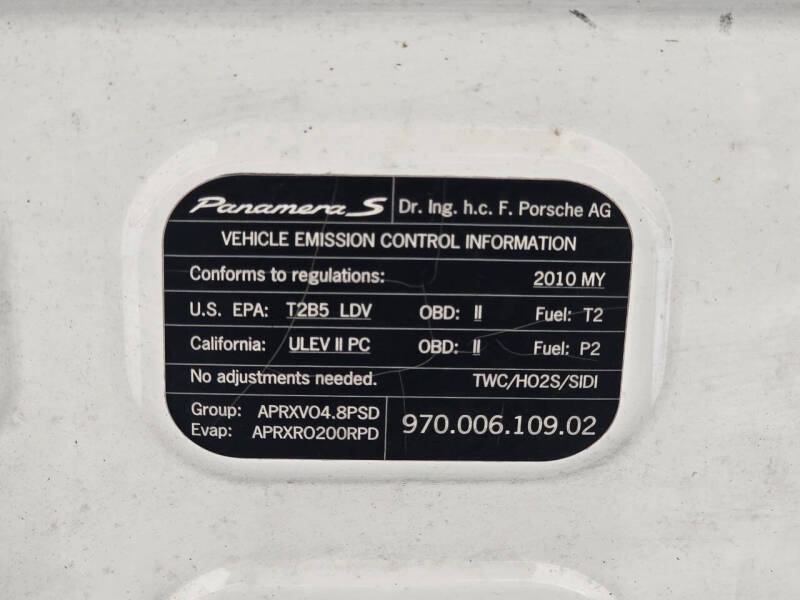 Panamera S Dr. Ing. h.c. F. Porsche AG
VEHICLE EMISSION CONTROL INFORMATION
Conforms to regulations: 2010 MY
U.S. EPA: T2B5 LDV OBD: II Fuel: T2
California: ULEV II PC OBD: II Fuel: P2
No adjustments needed. TWC/HO2S/SIDI
Group: APRXV04.8PSD
Evap: APRXR0200RPD
970.006.109.02